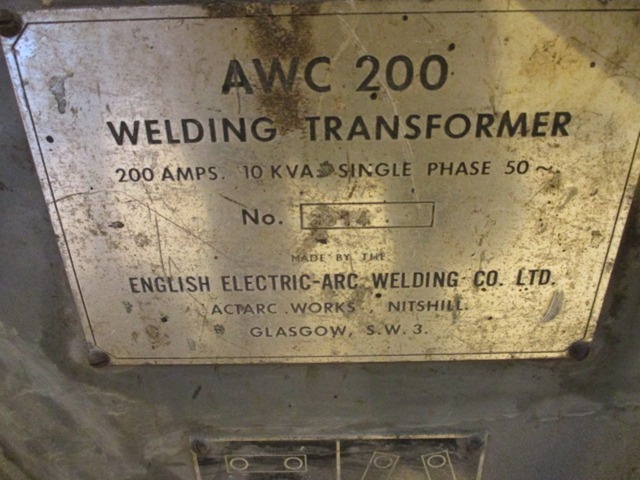 AWC 200
WELDING TRANSFORMER
200 AMPS. 10 KVA. SINGLE PHASE 50 ~
No.
MADE BY THE
ENGLISH ELECTRIC-ARC WELDING CO. LTD.
ACTARC WORKS, NITSHILL.
GLASGOW, S.W.3.